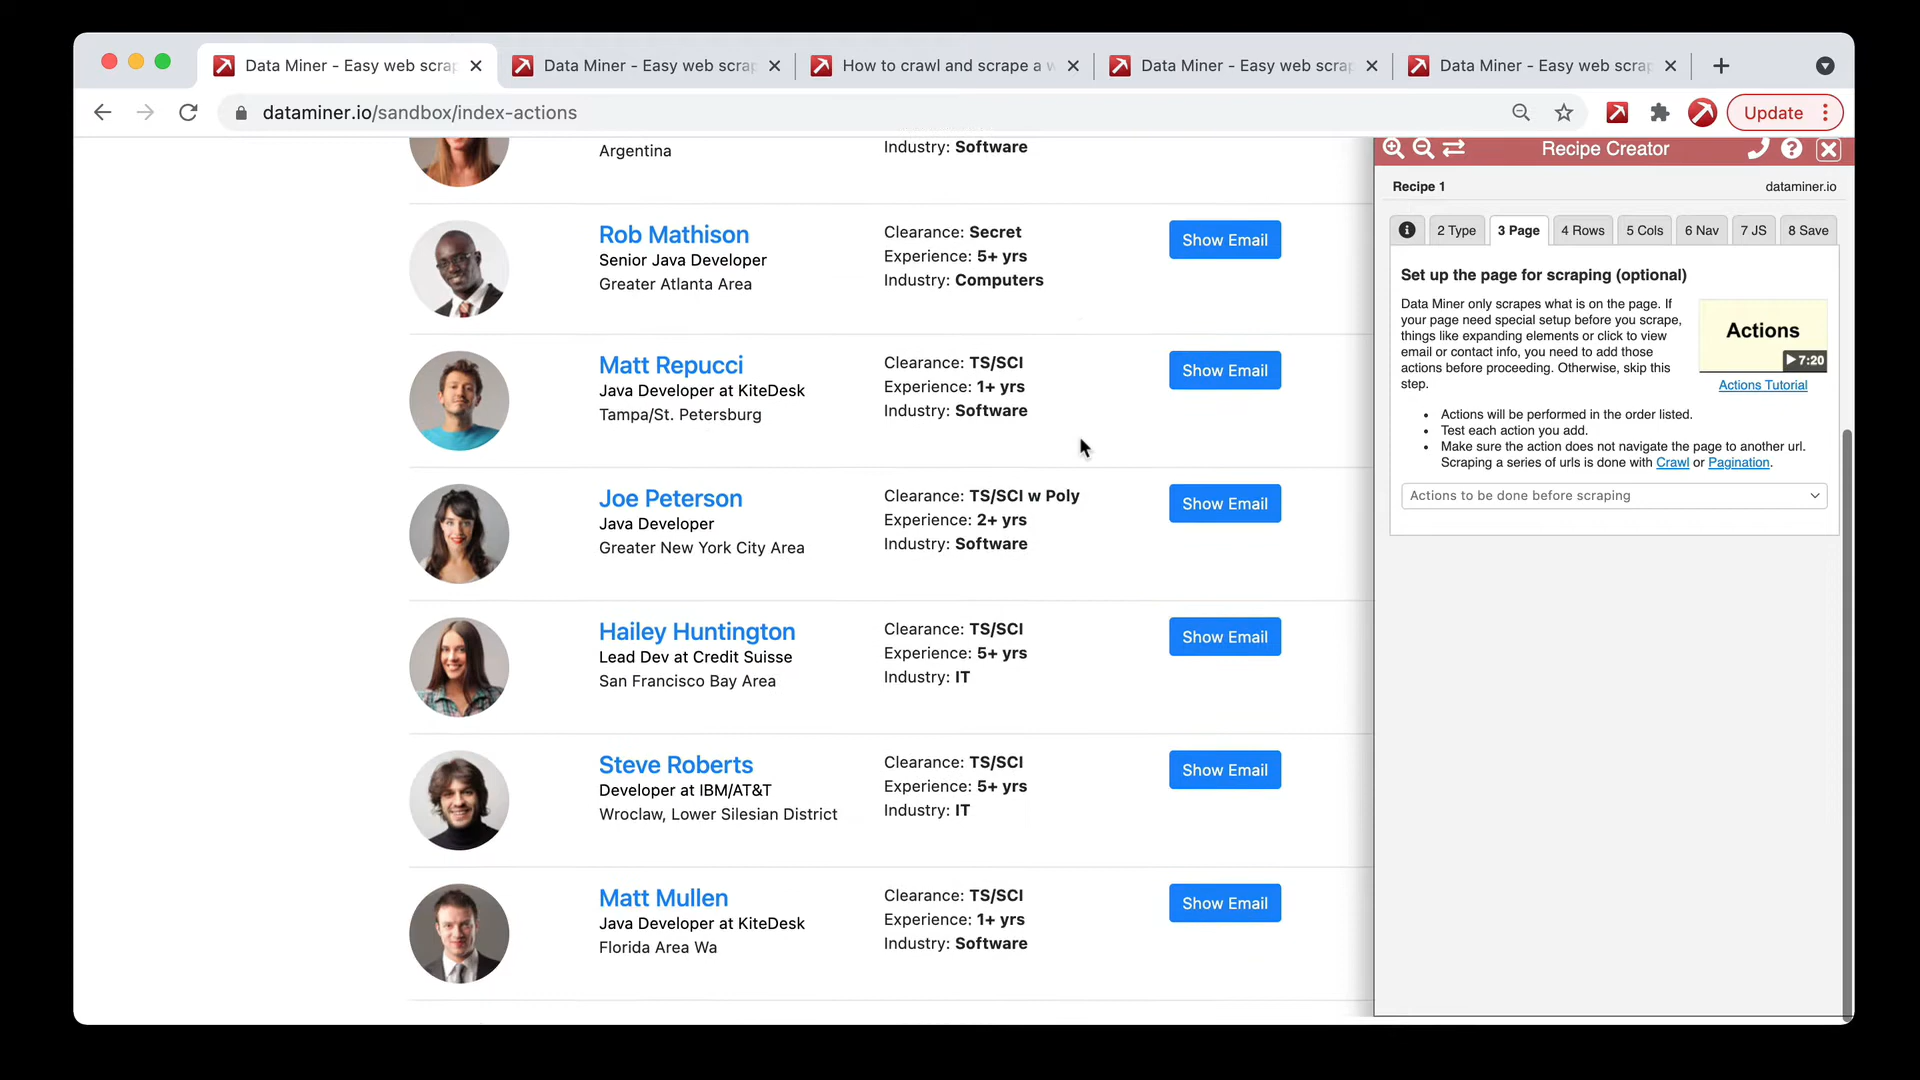 Data Miner - Easy web scrap
Data Miner - Easy web scrap
How to crawl and scrape a w
Data Miner - Easy web scrap
Data Miner - Easy web scrap
dataminer.io/sandbox/index-actions
Update
Argentina
Industry: Software
Rob Mathison
Senior Java Developer
Greater Atlanta Area
Clearance: Secret
Experience: 5+ yrs
Industry: Computers
Show Email
Matt Repucci
Java Developer at KiteDesk
Tampa/St. Petersburg
Clearance: TS/SCI
Experience: 1+ yrs
Industry: Software
Show Email
Joe Peterson
Java Developer
Greater New York City Area
Clearance: TS/SCI w Poly
Experience: 2+ yrs
Industry: Software
Show Email
Hailey Huntington
Lead Dev at Credit Suisse
San Francisco Bay Area
Clearance: TS/SCI
Experience: 5+ yrs
Industry: IT
Show Email
Steve Roberts
Developer at IBM/AT&T
Wroclaw, Lower Silesian District
Clearance: TS/SCI
Experience: 5+ yrs
Industry: IT
Show Email
Matt Mullen
Java Developer at KiteDesk
Florida Area Wa
Clearance: TS/SCI
Experience: 1+ yrs
Industry: Software
Show Email
Recipe Creator
Recipe 1
dataminer.io
2 Type
3 Page
4 Rows
5 Cols
6 Nav
7 JS
8 Save
Set up the page for scraping (optional)
Data Miner only scrapes what is on the page. If
your page need special setup before you scrape,
things like expanding elements or click to view
email or contact info, you need to add those
actions before proceeding. Otherwise, skip this
step.
Actions
7:20
Actions Tutorial
• Actions will be performed in the order listed.
• Test each action you add.
• Make sure the action does not navigate the page to another url.
Scraping a series of urls is done with Crawl or Pagination.
Actions to be done before scraping